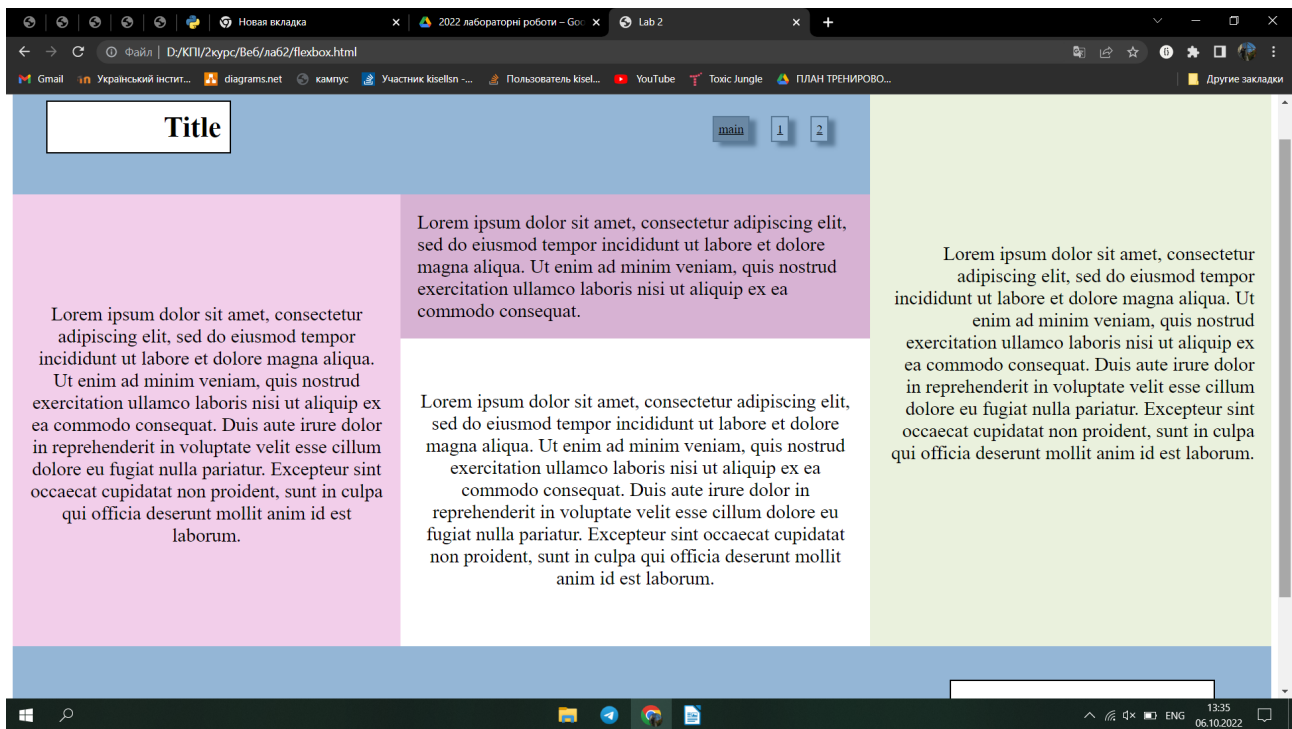 Новая вкладка
2022 лабораторні роботи – Goo
Lab 2
Файл | D:/КПІ/2курс/Веб/лаб2/flexbox.html
Gmail
Український інстит...
diagrams.net
кампус
Участник kisellsn -...
Пользователь kisel...
YouTube
Toxic Jungle
ПЛАН ТРЕНИРОВО...
Другие закладки
Title
main
1
2
Lorem ipsum dolor sit amet, consectetur
adipiscing elit, sed do eiusmod tempor
incididunt ut labore et dolore magna aliqua.
Ut enim ad minim veniam, quis nostrud
exercitation ullamco laboris nisi ut aliquip ex
ea commodo consequat. Duis aute irure dolor
in reprehenderit in voluptate velit esse cillum
dolore eu fugiat nulla pariatur. Excepteur sint
occaecat cupidatat non proident, sunt in culpa
qui officia deserunt mollit anim id est
laborum.
Lorem ipsum dolor sit amet, consectetur adipiscing elit,
sed do eiusmod tempor incididunt ut labore et dolore
magna aliqua. Ut enim ad minim veniam, quis nostrud
exercitation ullamco laboris nisi ut aliquip ex ea
commodo consequat.
Lorem ipsum dolor sit amet, consectetur adipiscing elit,
sed do eiusmod tempor incididunt ut labore et dolore
magna aliqua. Ut enim ad minim veniam, quis nostrud
exercitation ullamco laboris nisi ut aliquip ex ea
commodo consequat. Duis aute irure dolor in
reprehenderit in voluptate velit esse cillum dolore eu
fugiat nulla pariatur. Excepteur sint occaecat cupidatat
non proident, sunt in culpa qui officia deserunt mollit
anim id est laborum.
Lorem ipsum dolor sit amet, consectetur
adipiscing elit, sed do eiusmod tempor
incididunt ut labore et dolore magna aliqua. Ut
enim ad minim veniam, quis nostrud
exercitation ullamco laboris nisi ut aliquip ex
ea commodo consequat. Duis aute irure dolor
in reprehenderit in voluptate velit esse cillum
dolore eu fugiat nulla pariatur. Excepteur sint
occaecat cupidatat non proident, sunt in culpa
qui officia deserunt mollit anim id est laborum.
ENG
13:35
06.10.2022